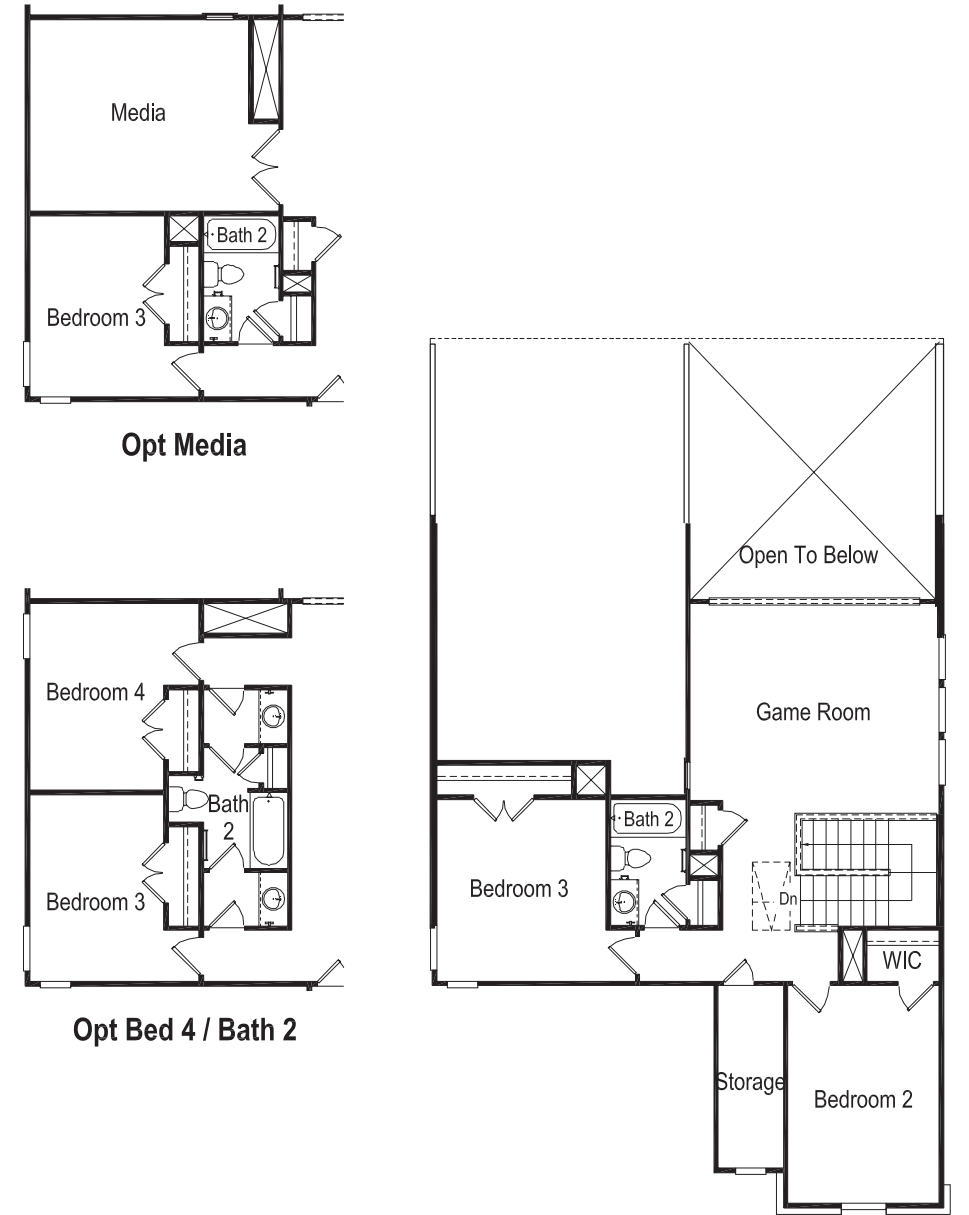 Media
Bath 2
Bedroom 3
Opt Media
Bedroom 4
Bath
2
Bedroom 3
Opt Bed 4 / Bath 2
Open To Below
Game Room
Bath 2
Bedroom 3
Dn
WIC
Storage
Bedroom 2